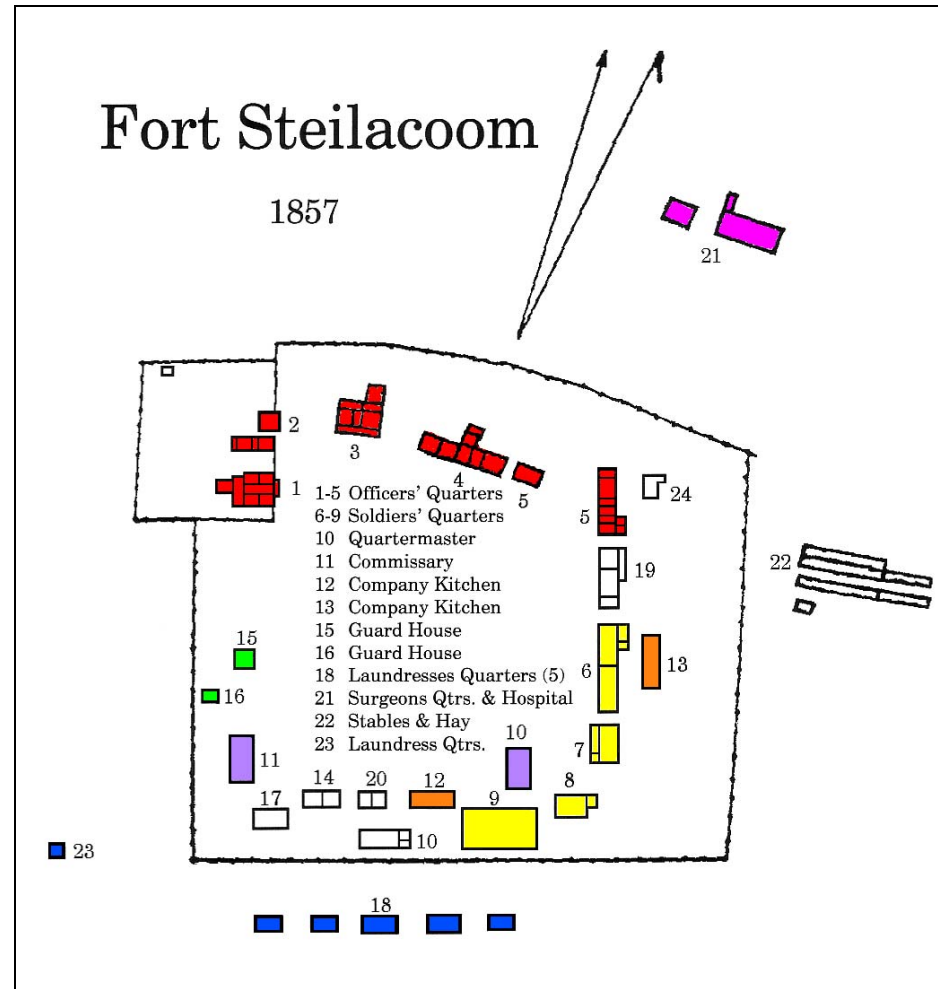 Fort Steilacoom
1857
21
2
3
4
5
1
1-5 Officers' Quarters
6-9 Soldiers' Quarters
10 Quartermaster
11 Commissary
12 Company Kitchen
13 Company Kitchen
15 Guard House
16 Guard House
18 Laundresses Quarters (5)
21 Surgeons Qtrs. & Hospital
22 Stables & Hay
23 Laundress Qtrs.
5
24
19
22
6
13
15
16
10
7
11
14
20
12
9
8
17
10
23
18